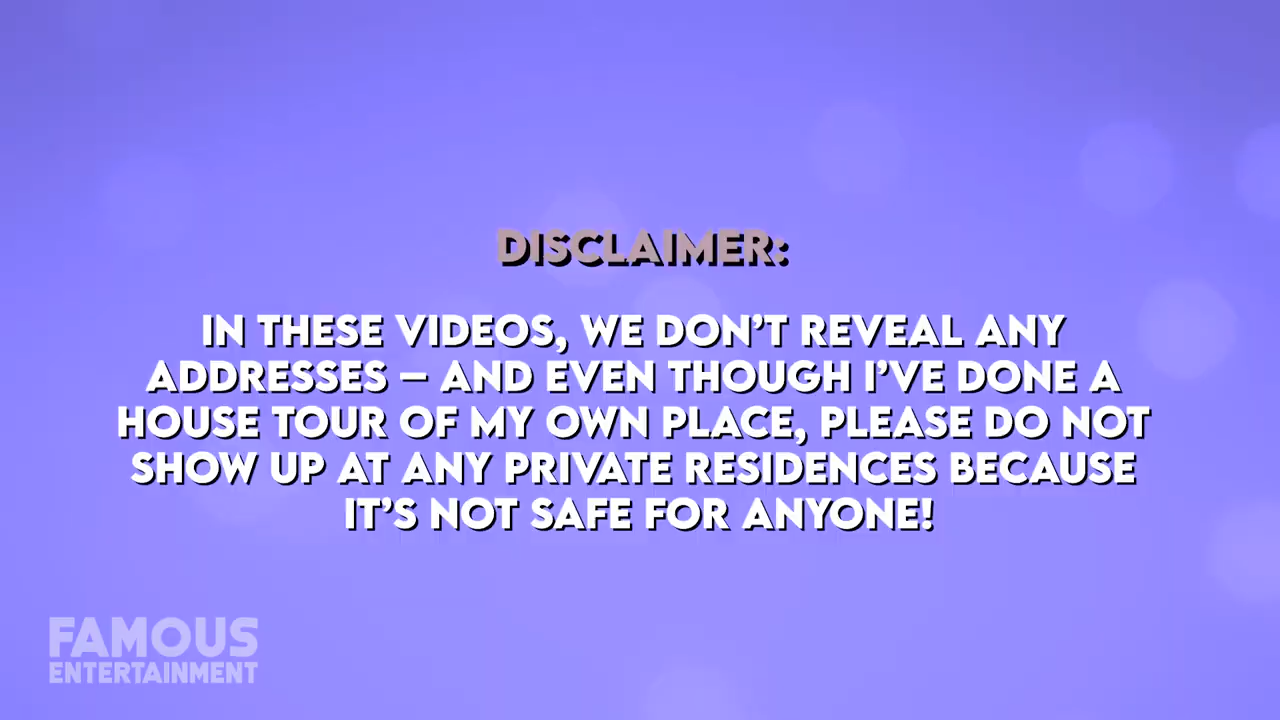 DISCLAIMER:
IN THESE VIDEOS, WE DON’T REVEAL ANY
ADDRESSES – AND EVEN THOUGH I’VE DONE A
HOUSE TOUR OF MY OWN PLACE, PLEASE DO NOT
SHOW UP AT ANY PRIVATE RESIDENCES BECAUSE
IT’S NOT SAFE FOR ANYONE!
FAMOUS
ENTERTAINMENT